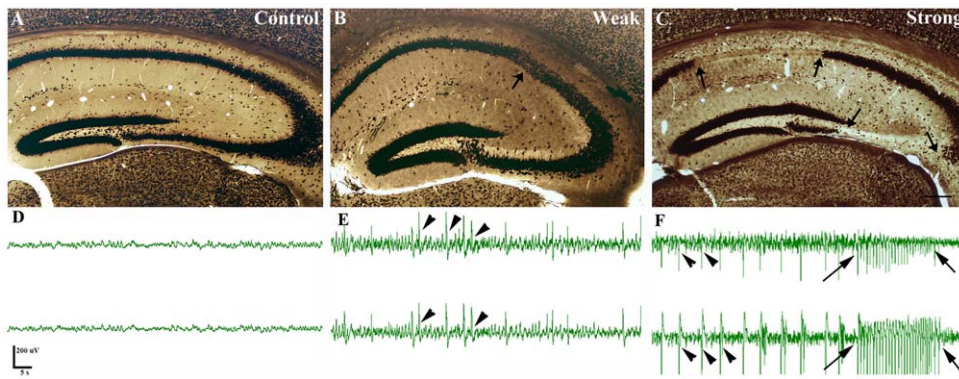 A Control
B Weak
C Strong
D
E
F
200 uV
5 s